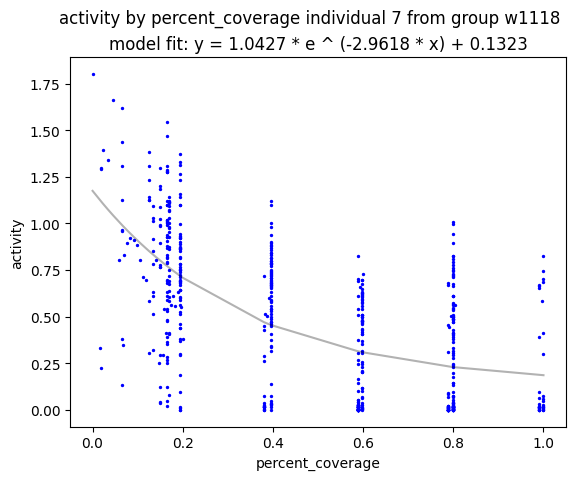 activity by percent_coverage individual 7 from group w1118
model fit: y = 1.0427 * e ^ (-2.9618 * x) + 0.1323
1.75
1.50
1.25
1.00
0.75
0.50
0.25
0.00
activity
0.0 0.2 0.4 0.6 0.8 1.0
percent_coverage